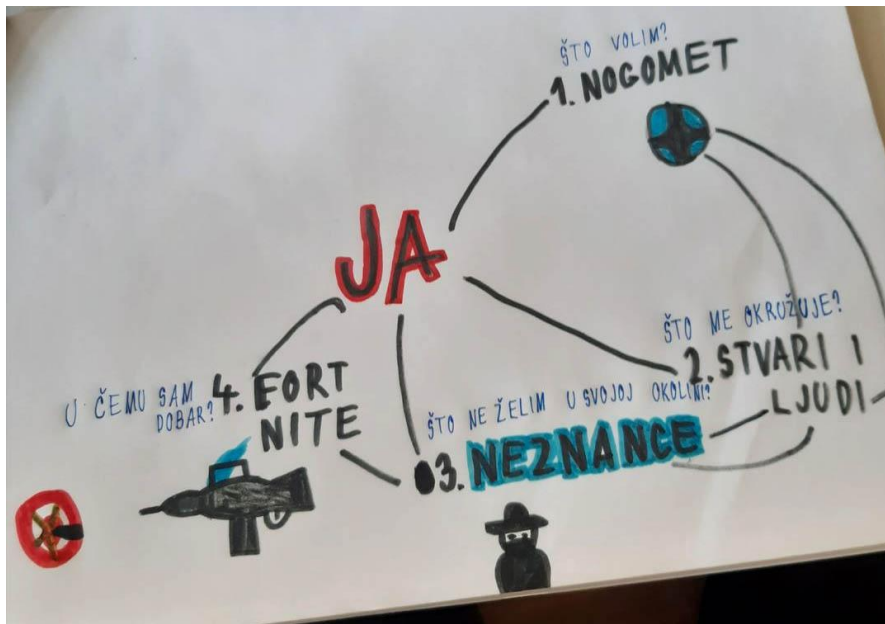 ŠTO VOLIM?
1. NOGOMET
JA
ŠTO ME OKRUŽUJE?
2. STVARI I
LJUDI
ŠTO NE ŽELIM U SVOJOJ OKOLINI?
3. NEZNANCE
U ČEMU SAM
DOBAR?
4. FORT
NITE